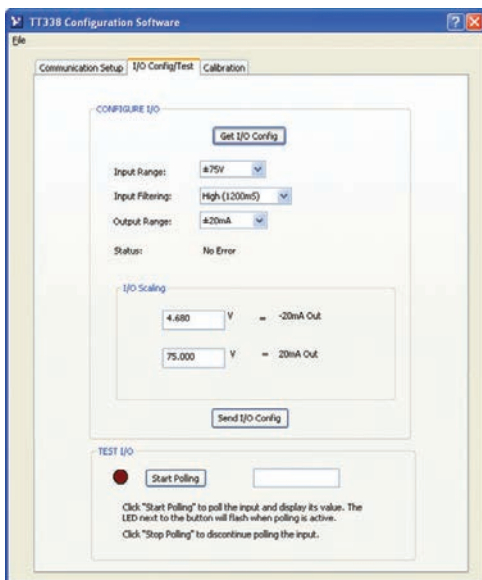 TT338 Configuration Software
File
Communication Setup I/O Config/Test Calibration
CONFIGURE I/O
Get I/O Config
Input Range: ±75V
Input Filtering: High (1200mS)
Output Range: ±20mA
Status: No Error
I/O Scaling
4.680 V = -20mA Out
75.000 V = 20mA Out
Send I/O Config
TEST I/O
Start Polling
Click "Start Polling" to poll the input and display its value. The
LED next to the button will flash when polling is active.
Click "Stop Polling" to discontinue polling the input.